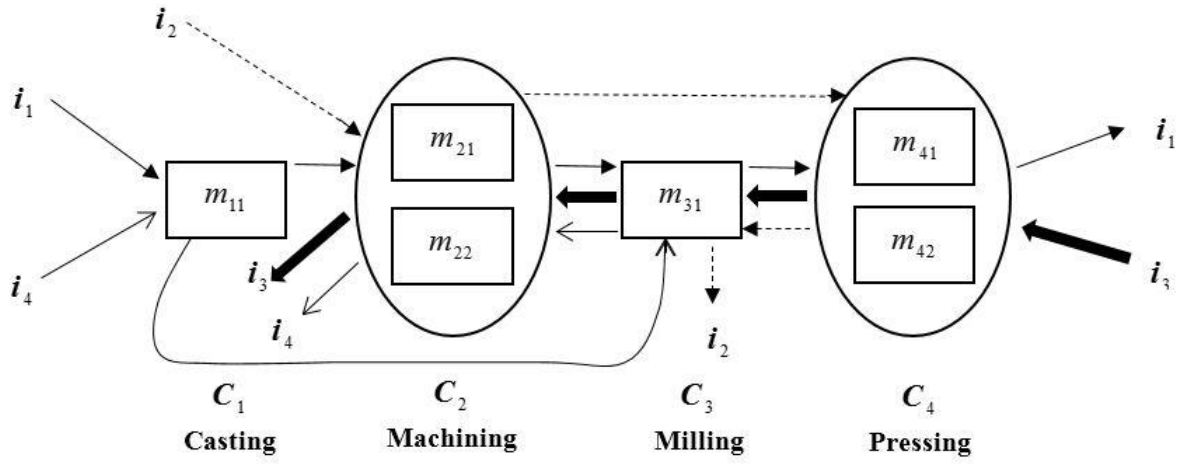 i₂
i₁
m₂₁
m₄₁
i₁
m₁₁
m₃₁
m₂₂
m₄₂
i₃
i₃
i₄
i₄
i₂
C₁ C₂ C₃ C₄
Casting Machining Milling Pressing